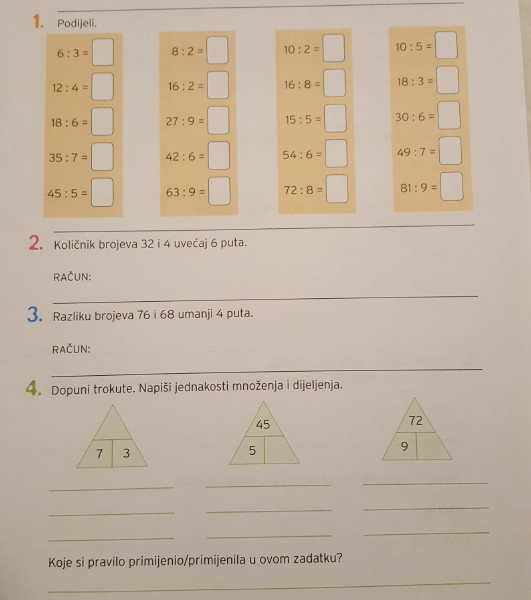 1. Podijeli.
6 : 3 = 8 : 2 = 10 : 2 = 10 : 5 =
12 : 4 = 16 : 2 = 16 : 8 = 18 : 3 =
18 : 6 = 27 : 9 = 15 : 5 = 30 : 6 =
35 : 7 = 42 : 6 = 54 : 6 = 49 : 7 =
45 : 5 = 63 : 9 = 72 : 8 = 81 : 9 =
2. Količnik brojeva 32 i 4 uvećaj 6 puta.
RAČUN:
3. Razliku brojeva 76 i 68 umanji 4 puta.
RAČUN:
4. Dopuni trokute. Napiši jednakosti množenja i dijeljenja.
45 72
7 3 5 9
Koje si pravilo primijenio/primijenila u ovom zadatku?